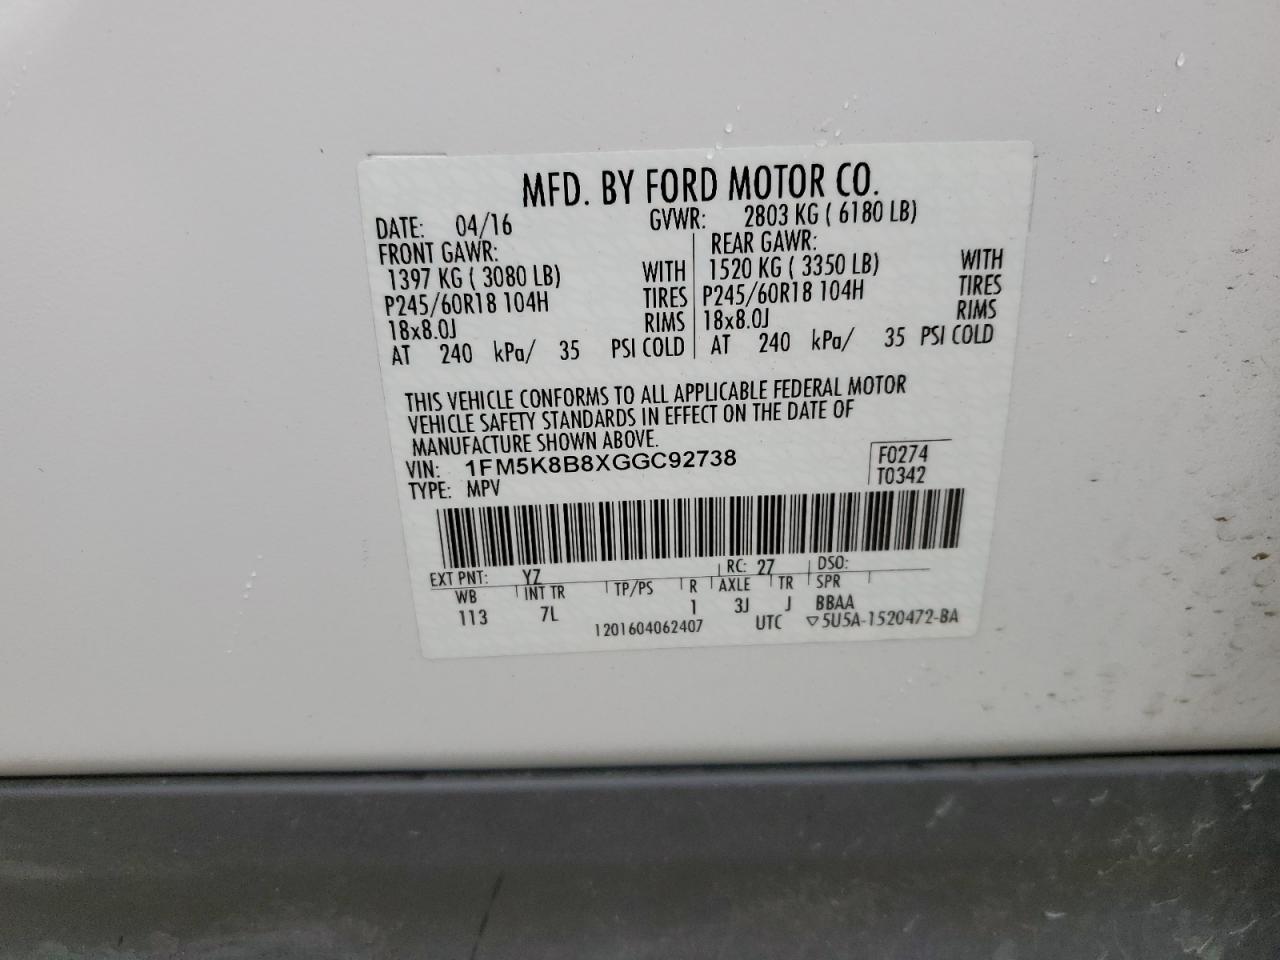 MFD. BY FORD MOTOR CO.
DATE: 04/16 GVWR: 2803 KG ( 6180 LB)
FRONT GAWR: REAR GAWR:
1397 KG ( 3080 LB) WITH 1520 KG ( 3350 LB) WITH
P245/60R18 104H TIRES P245/60R18 104H TIRES
18x8.0J RIMS 18x8.0J RIMS
AT 240 kPa/ 35 PSI COLD AT 240 kPa/ 35 PSI COLD
THIS VEHICLE CONFORMS TO ALL APPLICABLE FEDERAL MOTOR
VEHICLE SAFETY STANDARDS IN EFFECT ON THE DATE OF
MANUFACTURE SHOWN ABOVE.
VIN: 1FM5K8B8XGGC92738 F0274
TYPE: MPV T0342
EXT PNT: YZ RC: 27 DSO:
WB INT TR TP/PS R AXLE TR SPR
113 7L 1 3J J BBAA
1201604062407 UTC ▽5U5A-1520472-BA